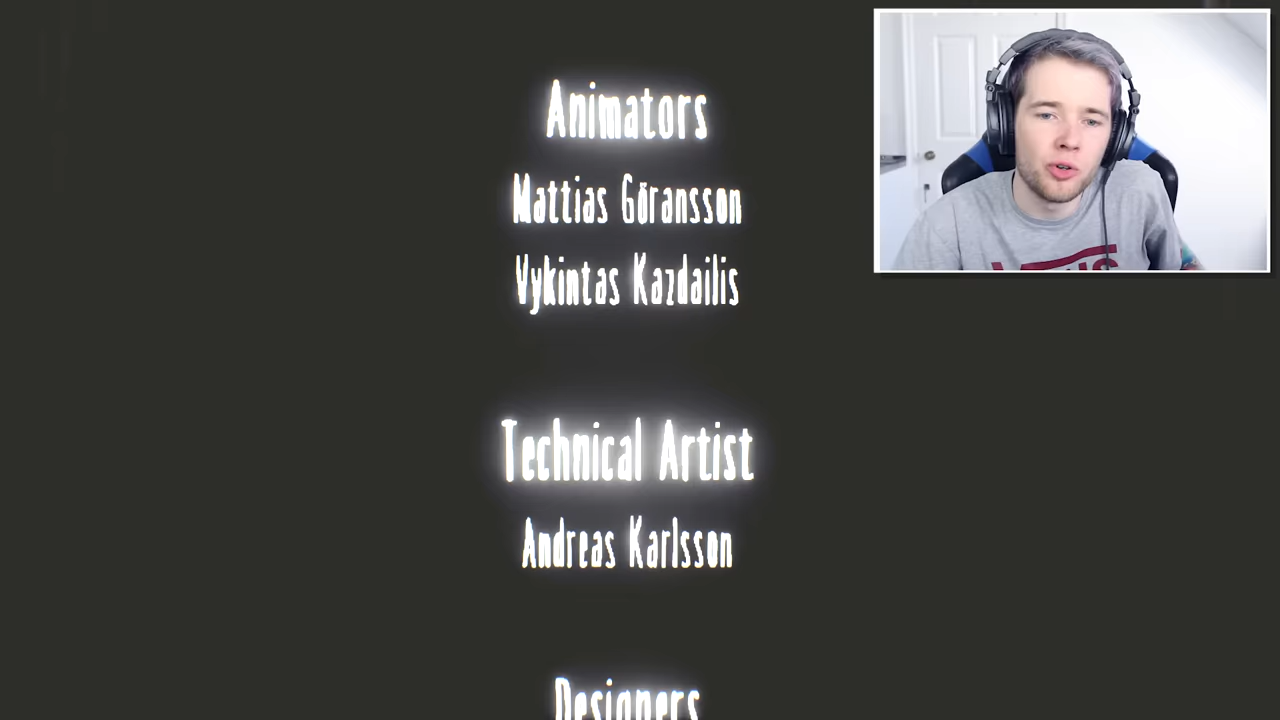 Animators
Mattias Göransson
Vykintas Kazdailis
Technical Artist
Andreas Karlsson
Designers